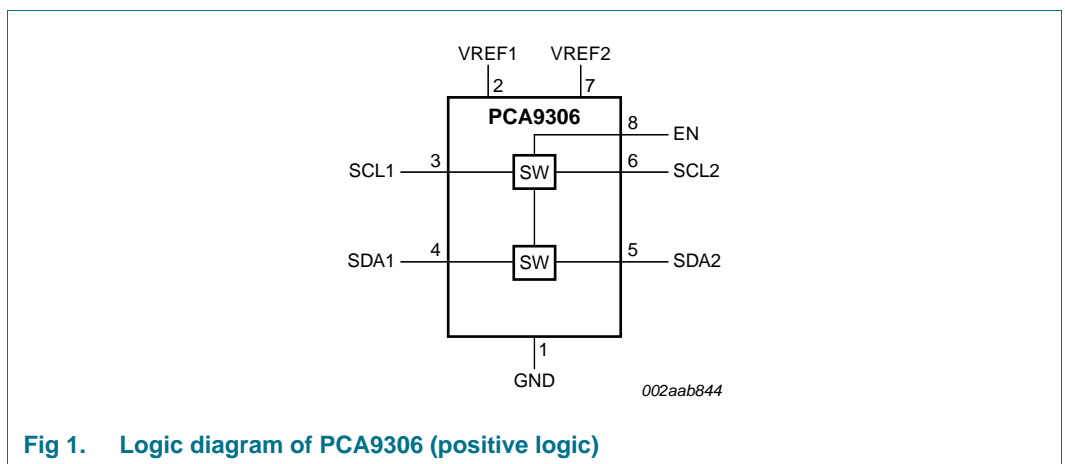 VREF1 VREF2
2 7
PCA9306
8 EN
SCL1 3 SW 6 SCL2
SDA1 4 SW 5 SDA2
1
GND
002aab844
Fig 1. Logic diagram of PCA9306 (positive logic)